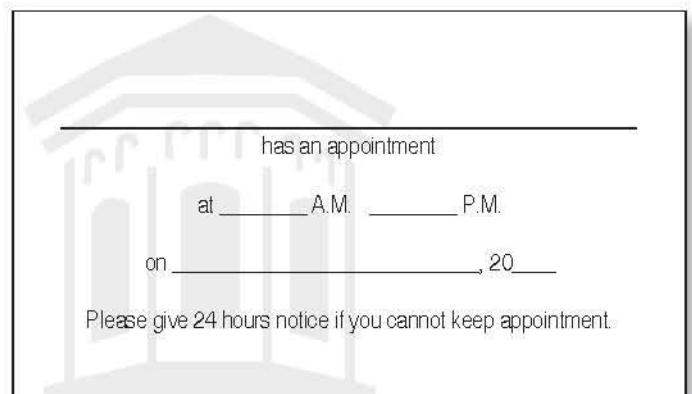 has an appointment
at ________ A.M. ________ P.M.
on ____________________________, 20____
Please give 24 hours notice if you cannot keep appointment.